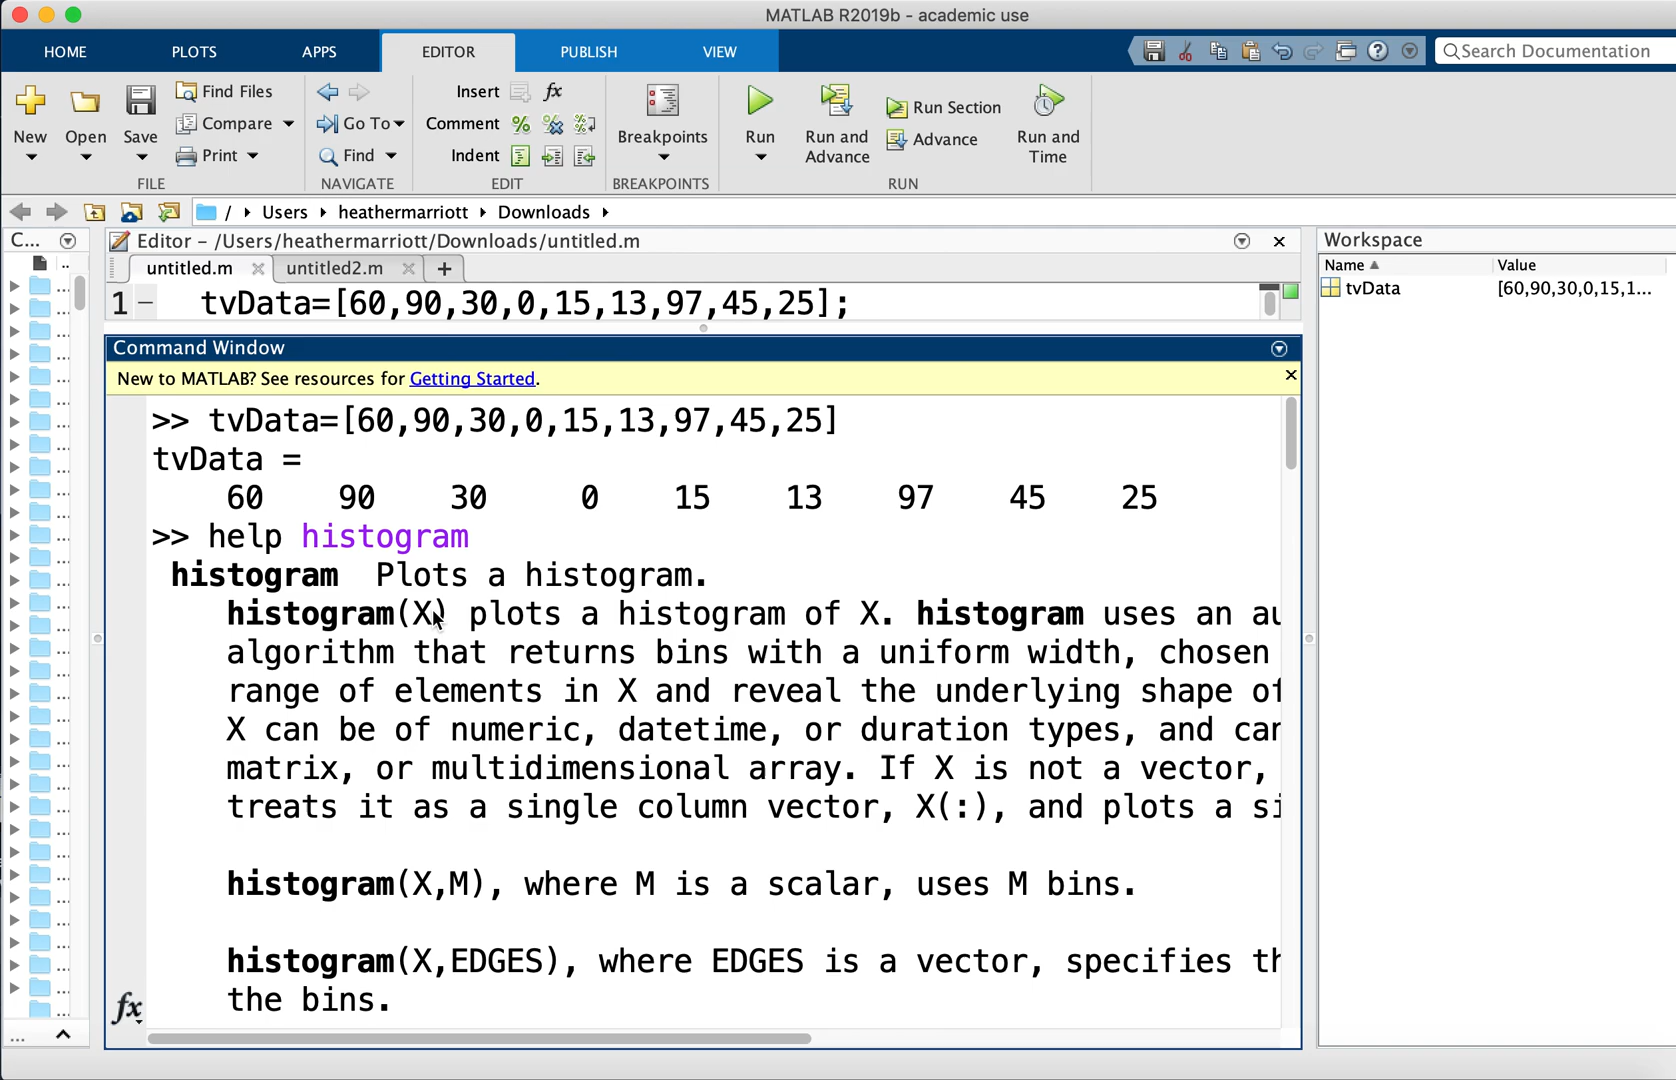 MATLAB R2019b - academic use
HOME PLOTS APPS EDITOR PUBLISH VIEW
Search Documentation
New Open Save Find Files Compare Print
FILE
Go To Find
NAVIGATE
Insert fx
Comment
Indent
EDIT
Breakpoints
BREAKPOINTS
Run Run and Advance Run Section Advance Run and Time
RUN
/ Users heathermarriott Downloads
C... Editor - /Users/heathermarriott/Downloads/untitled.m
untitled.m untitled2.m +
1 - tvData=[60,90,30,0,15,13,97,45,25];
Workspace
Name Value
tvData [60,90,30,0,15,1...
Command Window
New to MATLAB? See resources for Getting Started.
>> tvData=[60,90,30,0,15,13,97,45,25]
tvData =
60 90 30 0 15 13 97 45 25
>> help histogram
histogram Plots a histogram.
histogram(X) plots a histogram of X. histogram uses an au
algorithm that returns bins with a uniform width, chosen
range of elements in X and reveal the underlying shape of
X can be of numeric, datetime, or duration types, and can
matrix, or multidimensional array. If X is not a vector,
treats it as a single column vector, X(:), and plots a si
histogram(X,M), where M is a scalar, uses M bins.
histogram(X,EDGES), where EDGES is a vector, specifies th
the bins.
fx